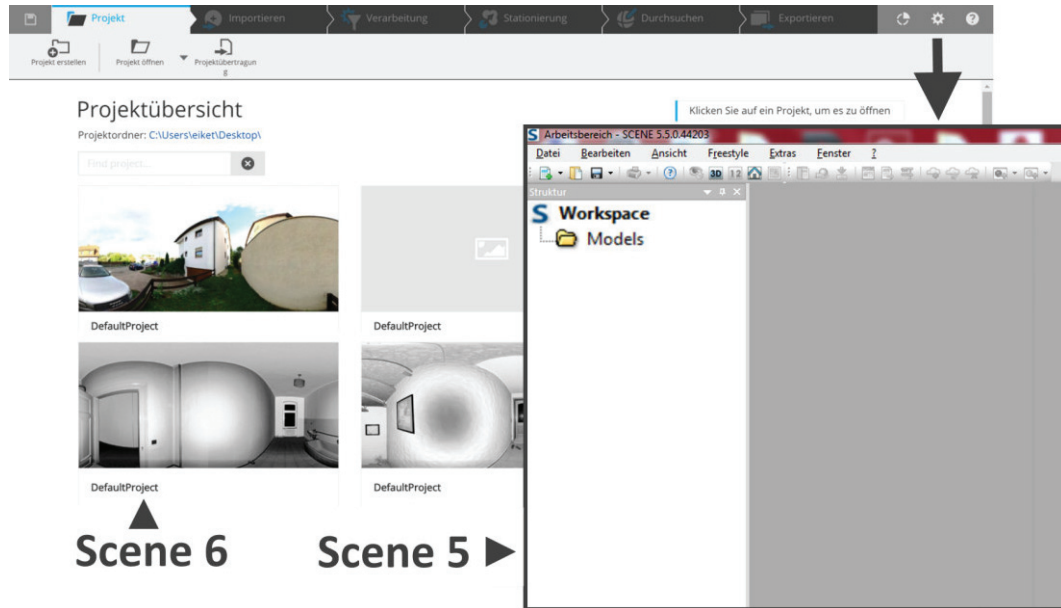 Projekt
Importieren
Verarbeitung
Stationierung
Durchsuchen
Exportieren
Projekt erstellen
Projekt öffnen
Projektübertragun
g
Projektübersicht
Klicken Sie auf ein Projekt, um es zu öffnen
Projektordner: C:\Users\eiket\Desktop\
Find project...
S Arbeitsbereich - SCENE 5.5.0.44203
Datei Bearbeiten Ansicht Freestyle Extras Fenster ?
3D 12
Struktur
S Workspace
Models
DefaultProject
DefaultProject
DefaultProject
DefaultProject
Scene 6
Scene 5